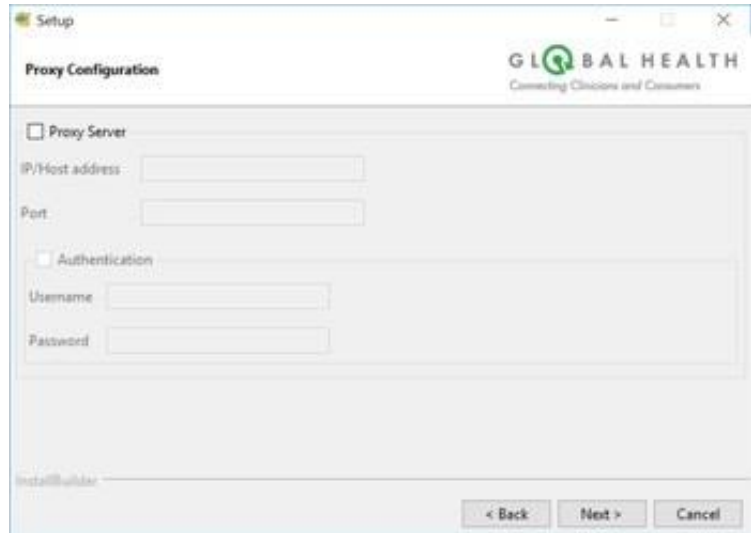 Setup
Proxy Configuration
GLOBAL HEALTH
Connecting Clinicians and Consumers
Proxy Server
IP/Host address
Port
Authentication
Username
Password
InstallBuilder
< Back Next > Cancel